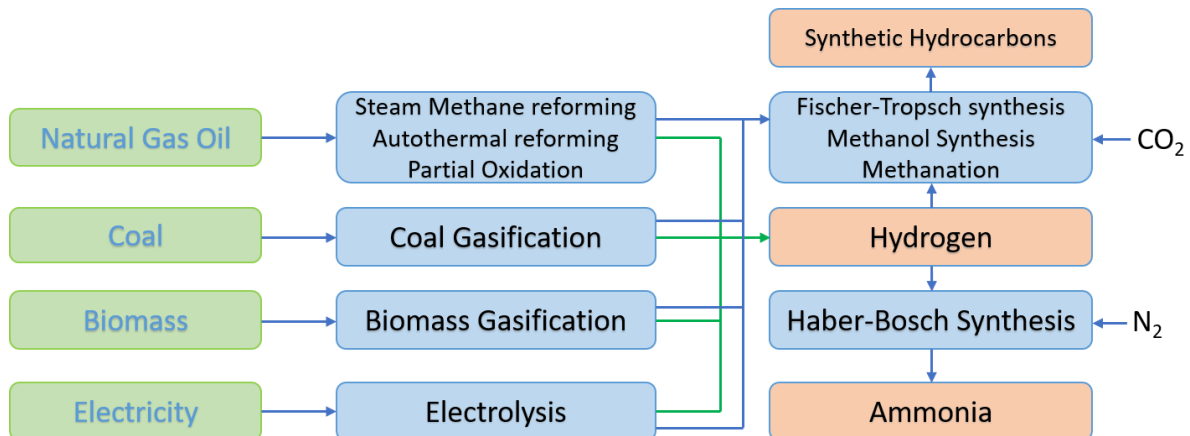 Synthetic Hydrocarbons
Natural Gas Oil
Steam Methane reforming
Autothermal reforming
Partial Oxidation
Fischer-Tropsch synthesis
Methanol Synthesis
Methanation
CO₂
Coal
Coal Gasification
Hydrogen
Biomass
Biomass Gasification
Haber-Bosch Synthesis
N₂
Electricity
Electrolysis
Ammonia